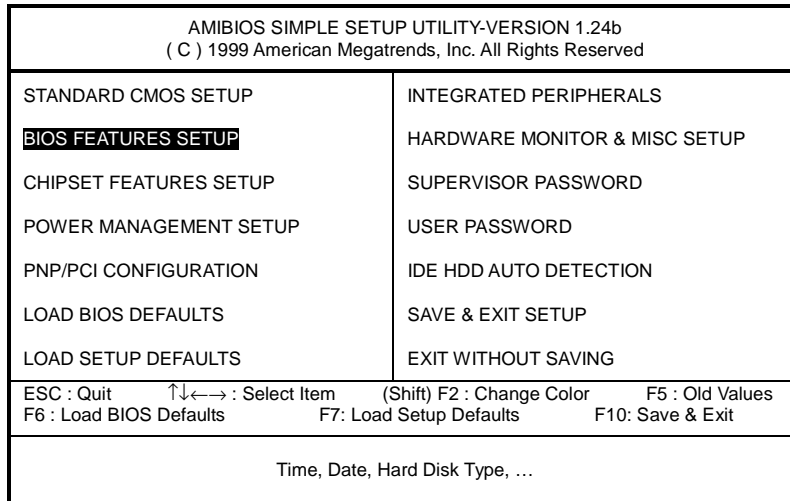 AMIBIOS SIMPLE SETUP UTILITY-VERSION 1.24b
( C ) 1999 American Megatrends, Inc. All Rights Reserved
STANDARD CMOS SETUP
BIOS FEATURES SETUP
CHIPSET FEATURES SETUP
POWER MANAGEMENT SETUP
PNP/PCI CONFIGURATION
LOAD BIOS DEFAULTS
LOAD SETUP DEFAULTS
INTEGRATED PERIPHERALS
HARDWARE MONITOR & MISC SETUP
SUPERVISOR PASSWORD
USER PASSWORD
IDE HDD AUTO DETECTION
SAVE & EXIT SETUP
EXIT WITHOUT SAVING
ESC : Quit ↑↓←→ : Select Item (Shift) F2 : Change Color F5 : Old Values
F6 : Load BIOS Defaults F7: Load Setup Defaults F10: Save & Exit
Time, Date, Hard Disk Type, …